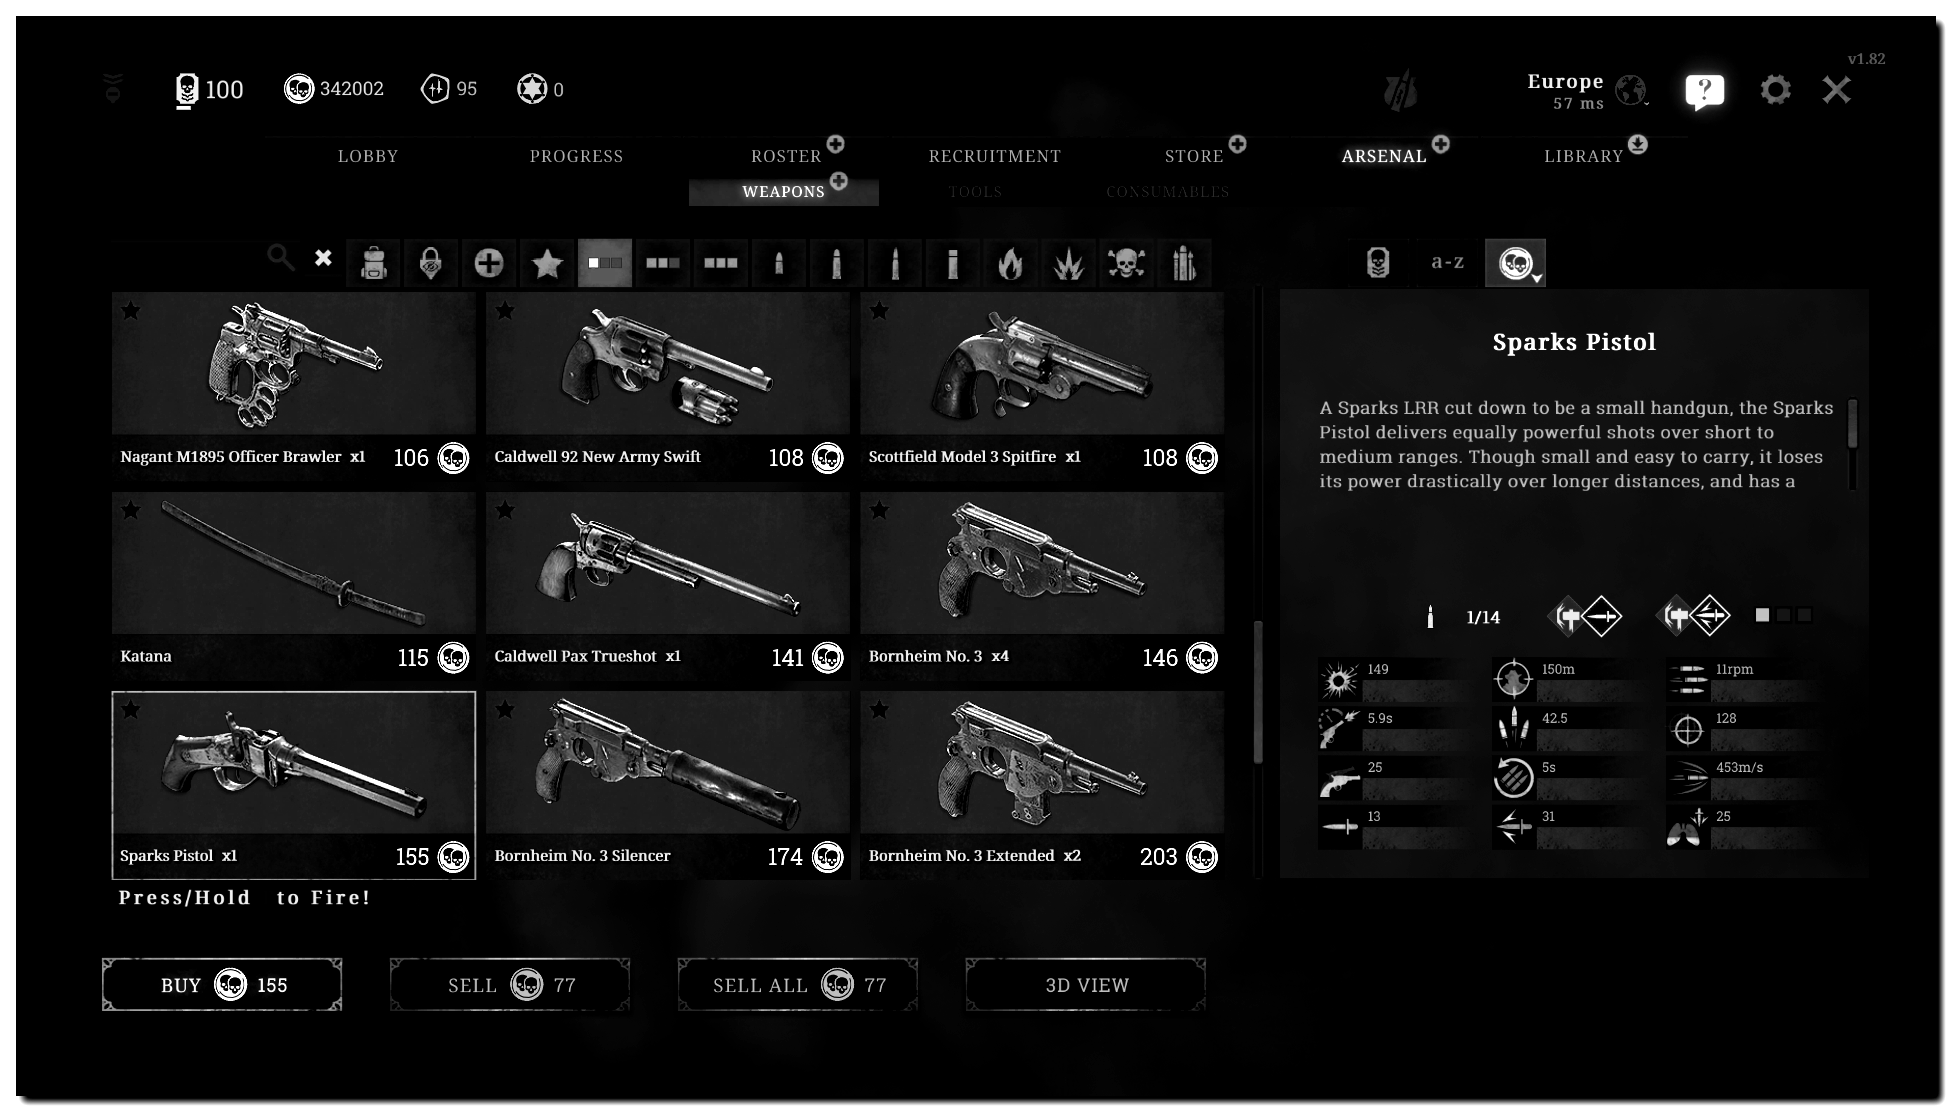 v1.82
100
342002
95
0
Europe
57 ms
?
LOBBY
PROGRESS
ROSTER
RECRUITMENT
STORE
ARSENAL
LIBRARY
WEAPONS
TOOLS
CONSUMABLES
a-z
Nagant M1895 Officer Brawler x1 106
Caldwell 92 New Army Swift 108
Scottfield Model 3 Spitfire x1 108
Katana 115
Caldwell Pax Trueshot x1 141
Bornheim No. 3 x4 146
Sparks Pistol x1 155
Bornheim No. 3 Silencer 174
Bornheim No. 3 Extended x2 203
Press/Hold to Fire!
BUY 155
SELL 77
SELL ALL 77
3D VIEW
Sparks Pistol
A Sparks LRR cut down to be a small handgun, the Sparks
Pistol delivers equally powerful shots over short to
medium ranges. Though small and easy to carry, it loses
its power drastically over longer distances, and has a
1/14
149
150m
11rpm
5.9s
42.5
128
25
5s
453m/s
13
31
25